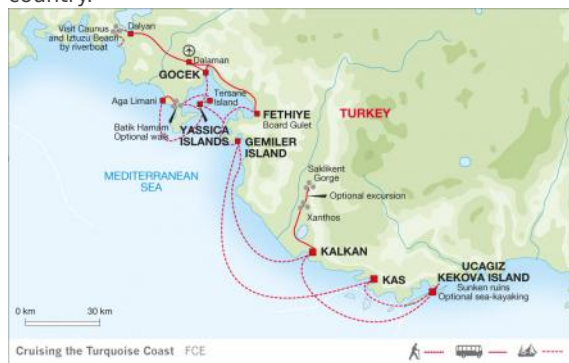 country.
Visit Caunus
and Iztuzu Beach
by riverboat
Dalyan
Dalaman
GOCEK
Tersane
Island
Aga Limani
FETHIYE
Board Gulet
TURKEY
Batik Hamam
Optional walk
YASSICA
ISLANDS
GEMILER
ISLAND
MEDITERRANEAN
SEA
Saklikent
Gorge
Optional excursion
Xanthos
KALKAN
UCAGIZ
KEKOVA ISLAND
KAS
Sunken ruins
Optional sea-kayaking
0 km
30 km
Cruising the Turquoise Coast FCE